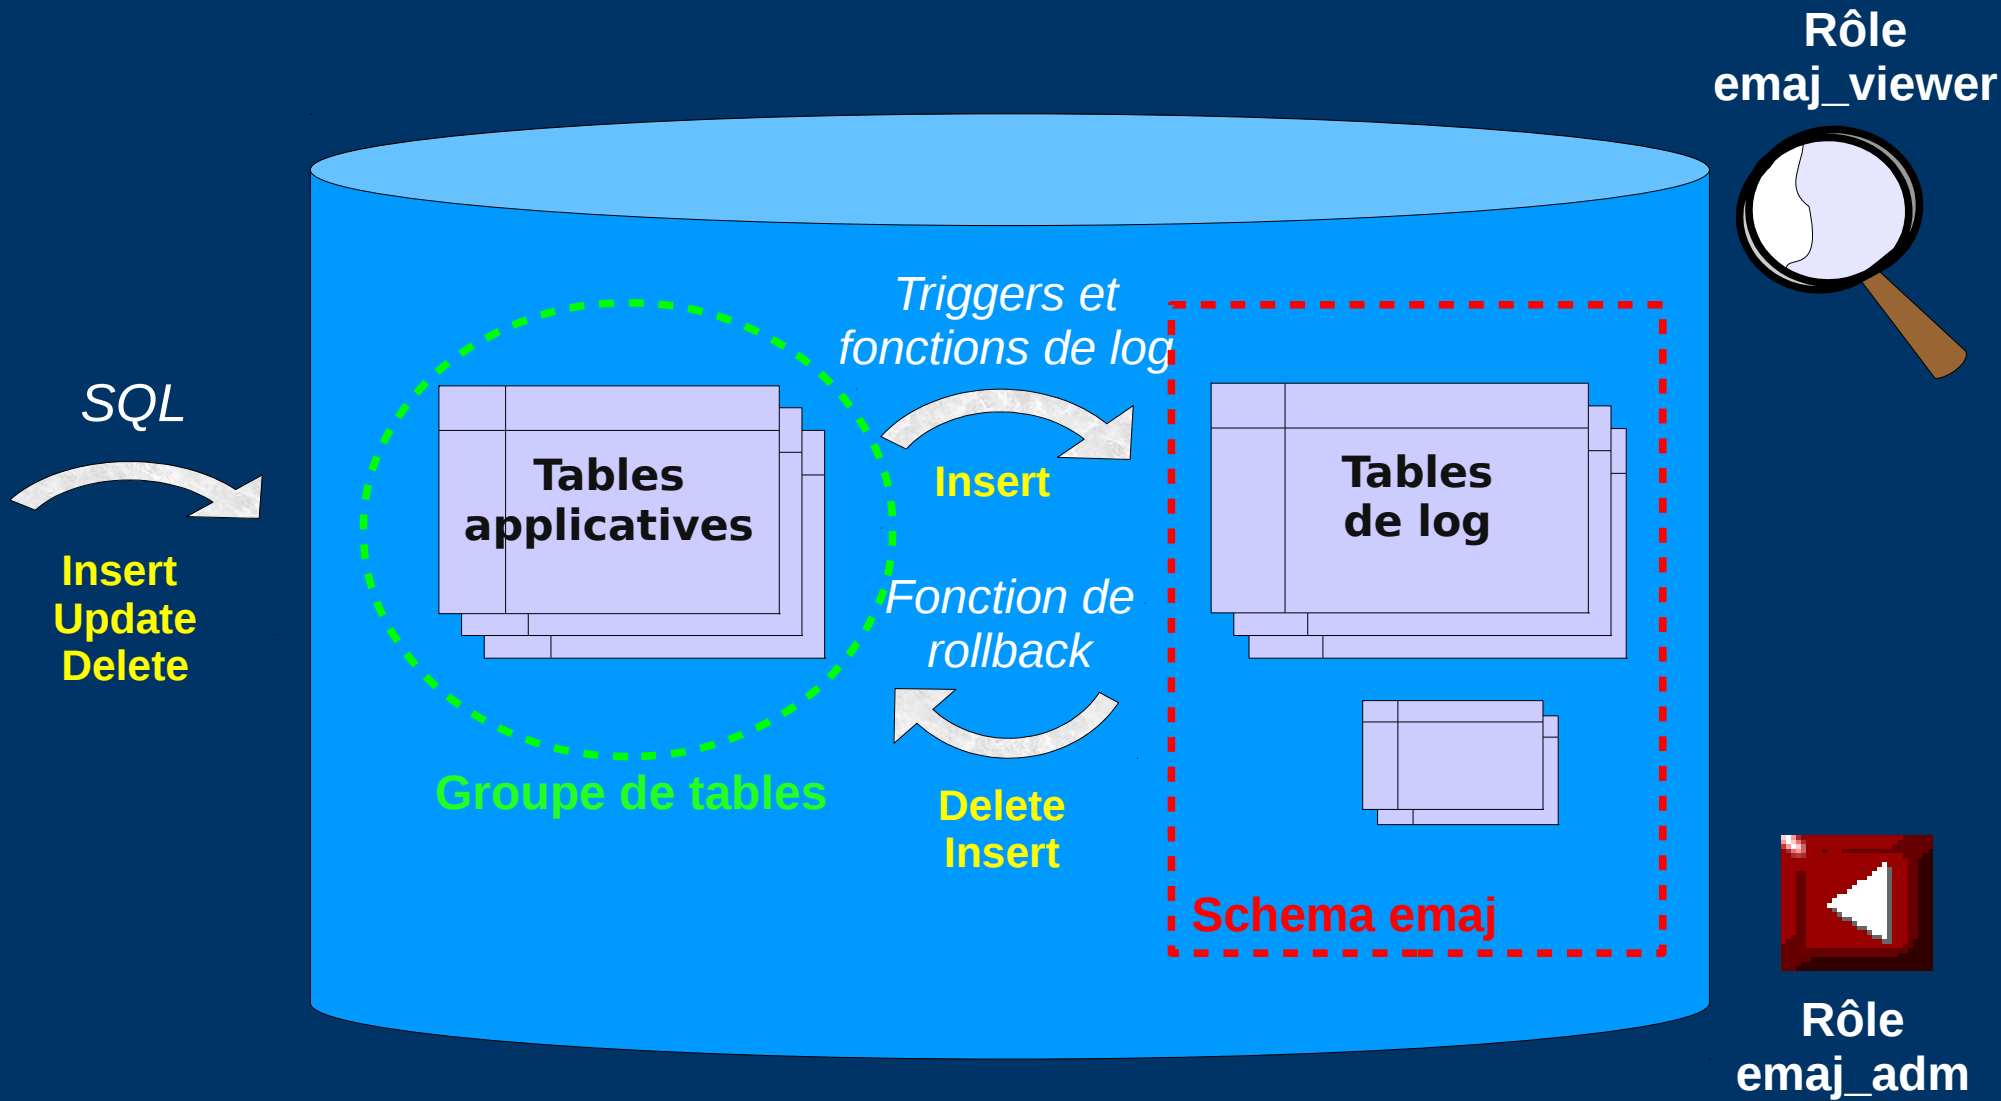 Rôle
emaj_viewer
Triggers et
fonctions de log
SQL
Insert
Update
Delete
Tables
applicatives
Insert
Tables
de log
Fonction de
rollback
Groupe de tables
Delete
Insert
Schema emaj
Rôle
emaj_adm